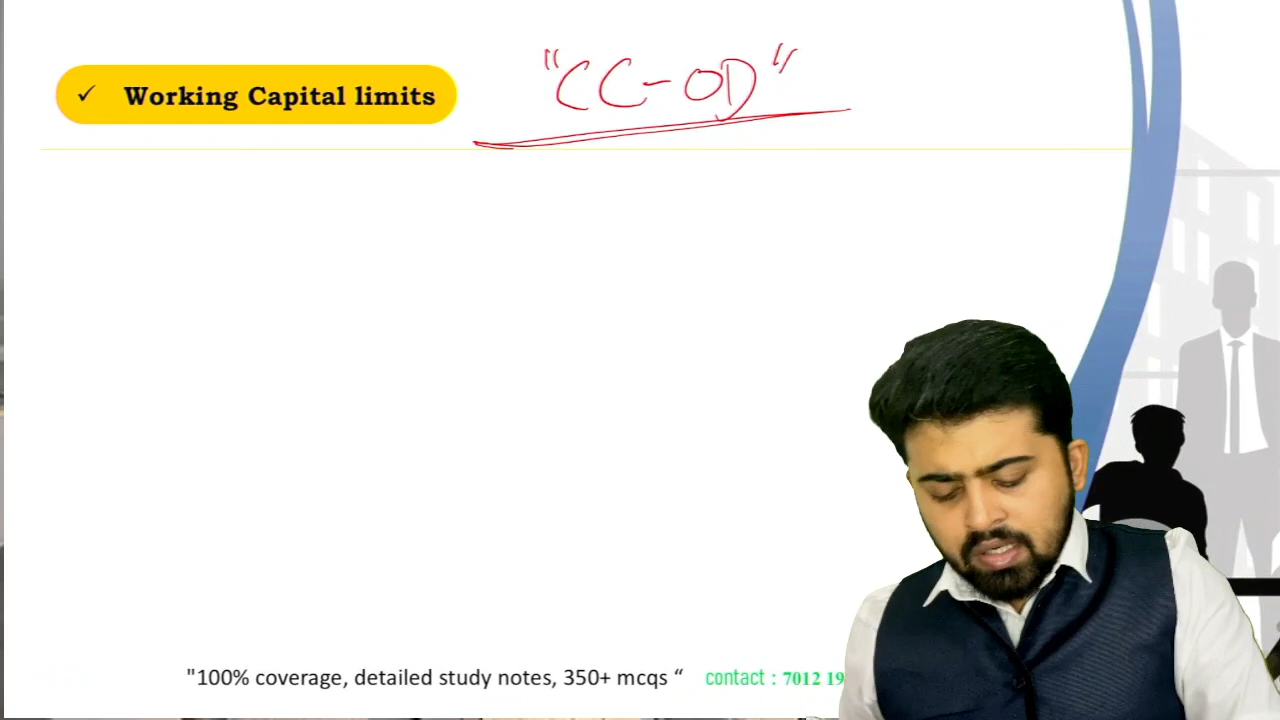 "CC-OD"
✓ Working Capital limits
"100% coverage, detailed study notes, 350+ mcqs “ contact : 7012 19